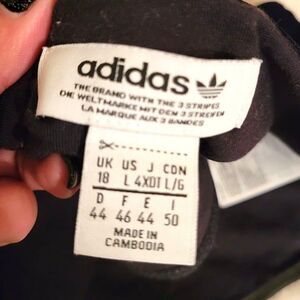 adidas
THE BRAND WITH THE 3 STRIPES
DIE WELTMARKE MIT DEN 3 STREIFEN
LA MARQUE AUX 3 BANDES
UK US J CDN
18 L 4XOT L/G
D F E I
44 46 44 50
MADE IN
CAMBODIA